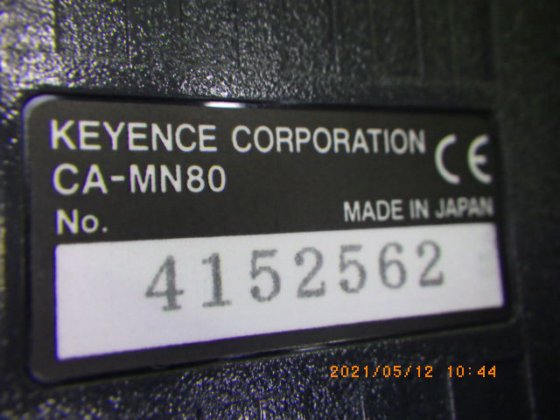 KEYENCE CORPORATION CE
CA-MN80
MADE IN JAPAN
No.
4152562
2021/05/12 10:44